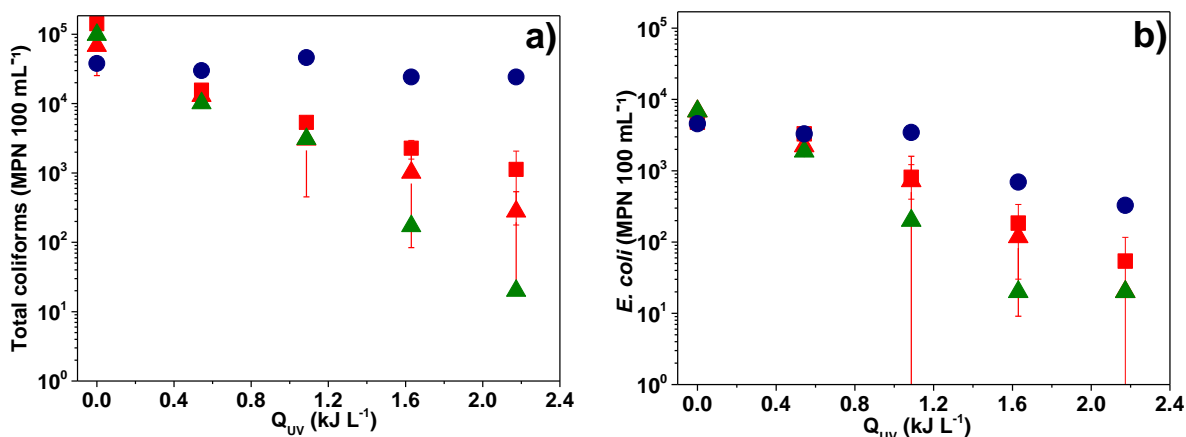 a)
Total coliforms (MPN 100 mL⁻¹)
10⁵
10⁴
10³
10²
10¹
10⁰
0.0 0.4 0.8 1.2 1.6 2.0 2.4
Q_UV (kJ L⁻¹)
b)
E. coli (MPN 100 mL⁻¹)
10⁵
10⁴
10³
10²
10¹
10⁰
0.0 0.4 0.8 1.2 1.6 2.0 2.4
Q_UV (kJ L⁻¹)